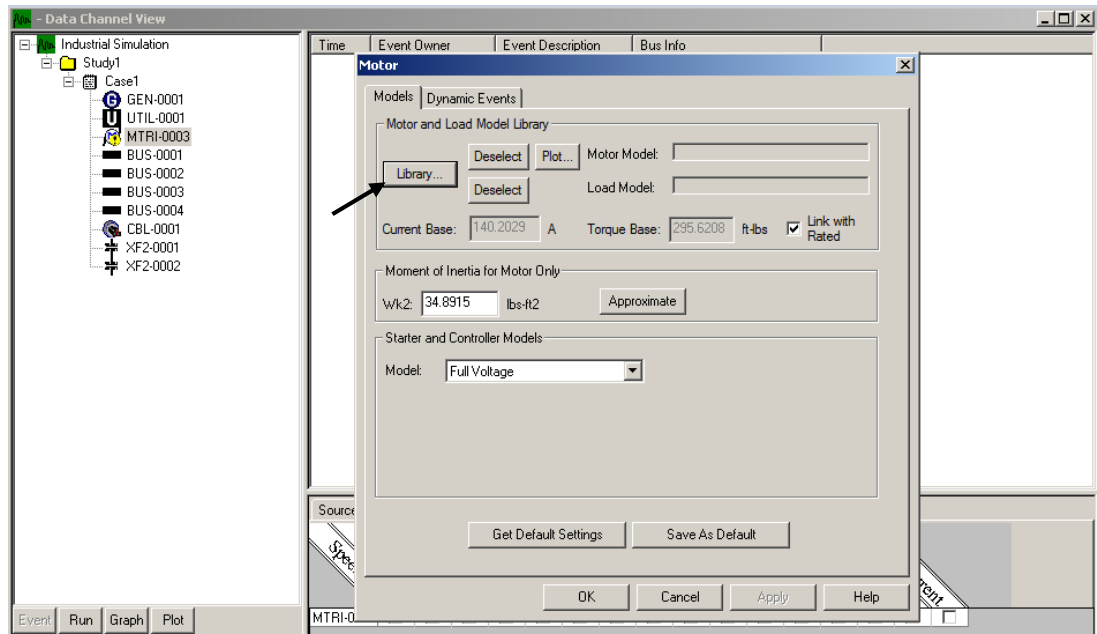 - Data Channel View
Industrial Simulation
Study1
Case1
GEN-0001
UTIL-0001
MTRI-0003
BUS-0001
BUS-0002
BUS-0003
BUS-0004
CBL-0001
XF2-0001
XF2-0002
Event Run Graph Plot
Time Event Owner Event Description Bus Info
Motor
Models Dynamic Events
Motor and Load Model Library
Library...
Deselect Plot... Motor Model:
Deselect Load Model:
Current Base: 140.2029 A Torque Base: 295.6208 ft-lbs Link with Rated
Moment of Inertia for Motor Only
Wk2: 34.8915 lbs-ft2 Approximate
Starter and Controller Models
Model: Full Voltage
Get Default Settings Save As Default
OK Cancel Apply Help
Source
Spee
rent
MTRI-0